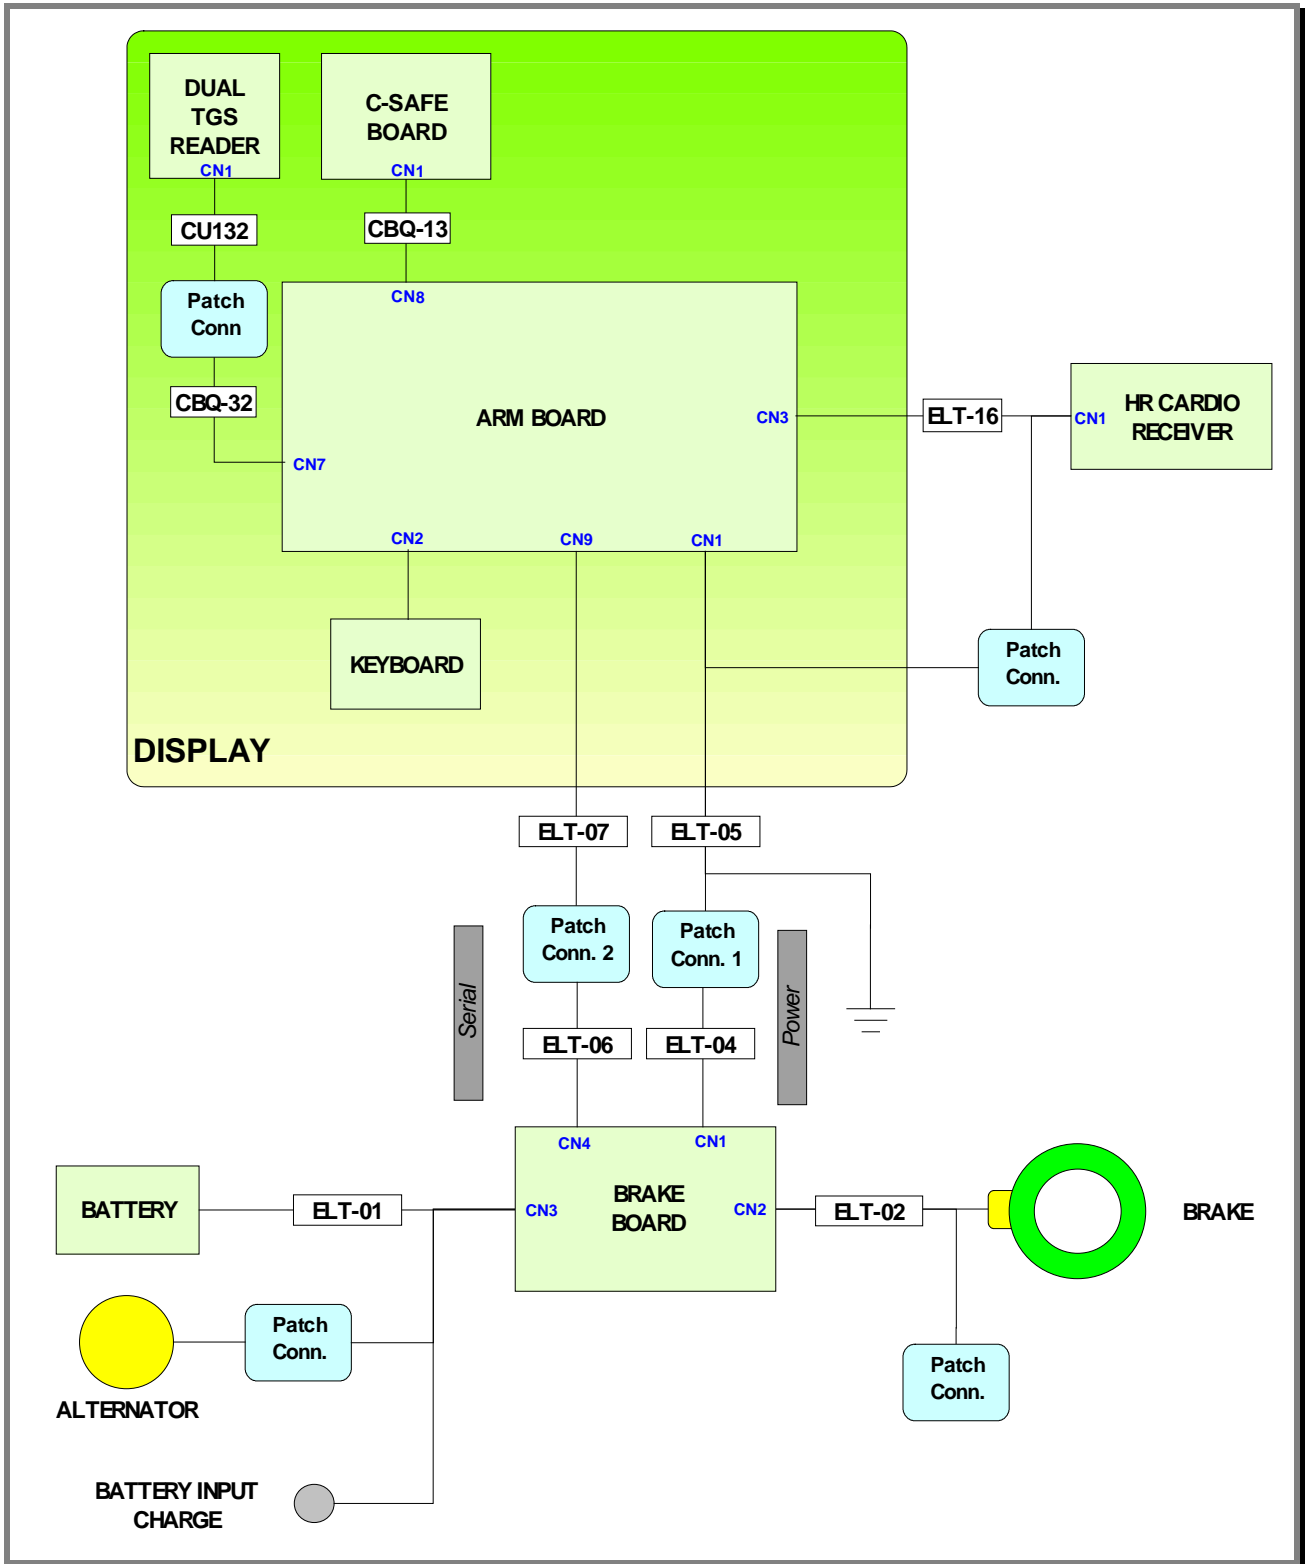 DUAL
TGS
READER
CN1
C-SAFE
BOARD
CN1
CU132
CBQ-13
Patch
Conn
CN8
CBQ-32
ARM BOARD
CN3
ELT-16
CN1
HR CARDIO
RECEIVER
CN7
CN2
CN9
CN1
KEYBOARD
Patch
Conn.
DISPLAY
ELT-07
ELT-05
Patch
Conn. 2
Patch
Conn. 1
Serial
Power
ELT-06
ELT-04
CN4
CN1
BATTERY
ELT-01
CN3
BRAKE
BOARD
CN2
ELT-02
BRAKE
Patch
Conn.
ALTERNATOR
Patch
Conn.
BATTERY INPUT
CHARGE